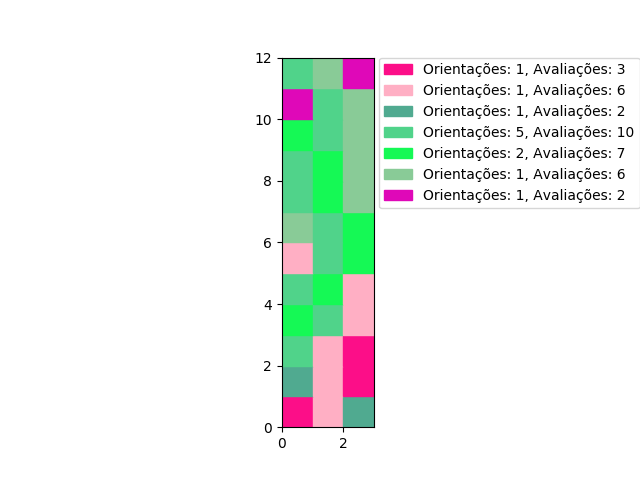 12
10
8
6
4
2
0
0 2
Orientações: 1, Avaliações: 3
Orientações: 1, Avaliações: 6
Orientações: 1, Avaliações: 2
Orientações: 5, Avaliações: 10
Orientações: 2, Avaliações: 7
Orientações: 1, Avaliações: 6
Orientações: 1, Avaliações: 2